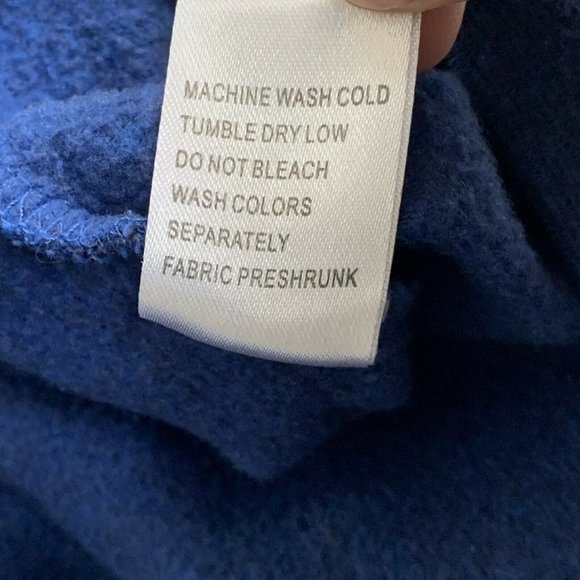 MACHINE WASH COLD
TUMBLE DRY LOW
DO NOT BLEACH
WASH COLORS
SEPARATELY
FABRIC PRESHRUNK